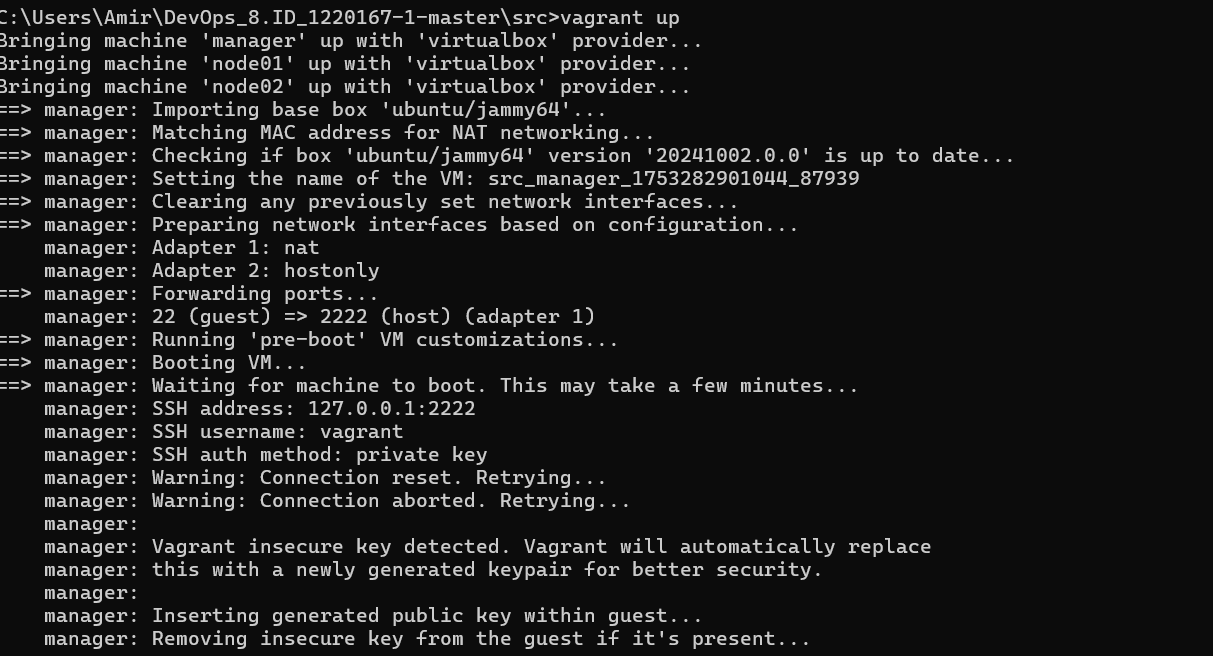 C:\Users\Amir\DevOps_8.ID_1220167-1-master\src>vagrant up
Bringing machine 'manager' up with 'virtualbox' provider...
Bringing machine 'node01' up with 'virtualbox' provider...
Bringing machine 'node02' up with 'virtualbox' provider...
==> manager: Importing base box 'ubuntu/jammy64'...
==> manager: Matching MAC address for NAT networking...
==> manager: Checking if box 'ubuntu/jammy64' version '20241002.0.0' is up to date...
==> manager: Setting the name of the VM: src_manager_1753282901044_87939
==> manager: Clearing any previously set network interfaces...
==> manager: Preparing network interfaces based on configuration...
    manager: Adapter 1: nat
    manager: Adapter 2: hostonly
==> manager: Forwarding ports...
    manager: 22 (guest) => 2222 (host) (adapter 1)
==> manager: Running 'pre-boot' VM customizations...
==> manager: Booting VM...
==> manager: Waiting for machine to boot. This may take a few minutes...
    manager: SSH address: 127.0.0.1:2222
    manager: SSH username: vagrant
    manager: SSH auth method: private key
    manager: Warning: Connection reset. Retrying...
    manager: Warning: Connection aborted. Retrying...
    manager:
    manager: Vagrant insecure key detected. Vagrant will automatically replace
    manager: this with a newly generated keypair for better security.
    manager:
    manager: Inserting generated public key within guest...
    manager: Removing insecure key from the guest if it's present...